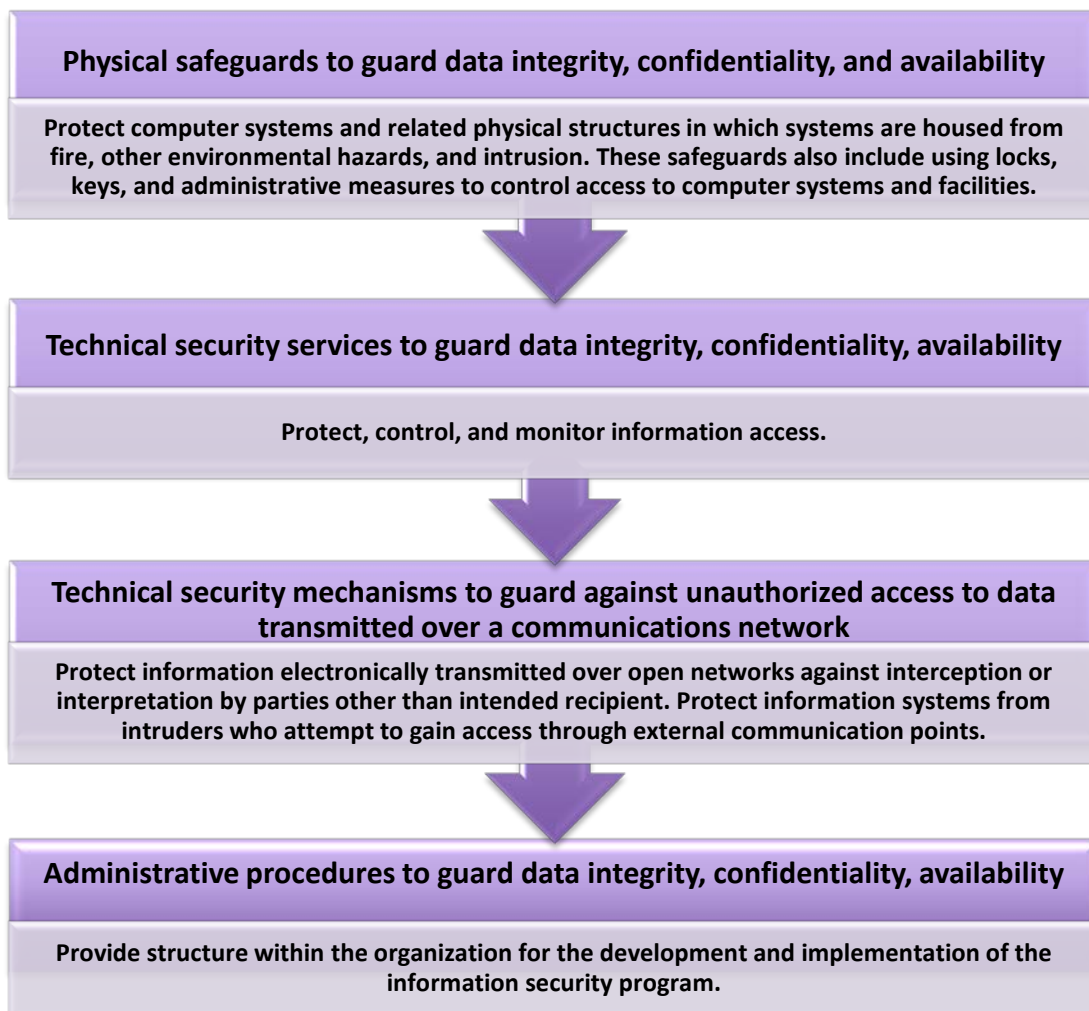 Physical safeguards to guard data integrity, confidentiality, and availability
Protect computer systems and related physical structures in which systems are housed from
fire, other environmental hazards, and intrusion. These safeguards also include using locks,
keys, and administrative measures to control access to computer systems and facilities.
Technical security services to guard data integrity, confidentiality, availability
Protect, control, and monitor information access.
Technical security mechanisms to guard against unauthorized access to data
transmitted over a communications network
Protect information electronically transmitted over open networks against interception or
interpretation by parties other than intended recipient. Protect information systems from
intruders who attempt to gain access through external communication points.
Administrative procedures to guard data integrity, confidentiality, availability
Provide structure within the organization for the development and implementation of the
information security program.